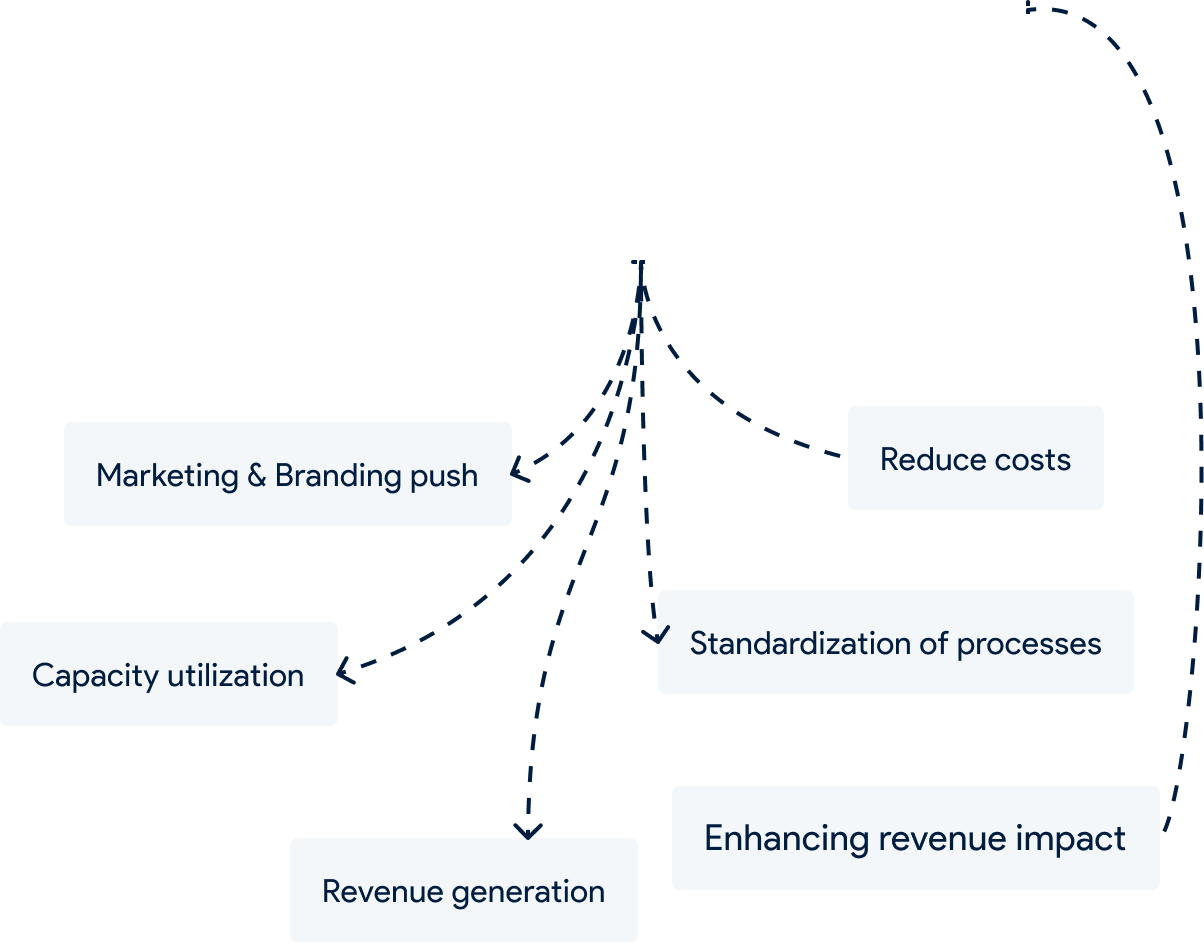 Reduce costs
Marketing & Branding push
Standardization of processes
Capacity utilization
Enhancing revenue impact
Revenue generation